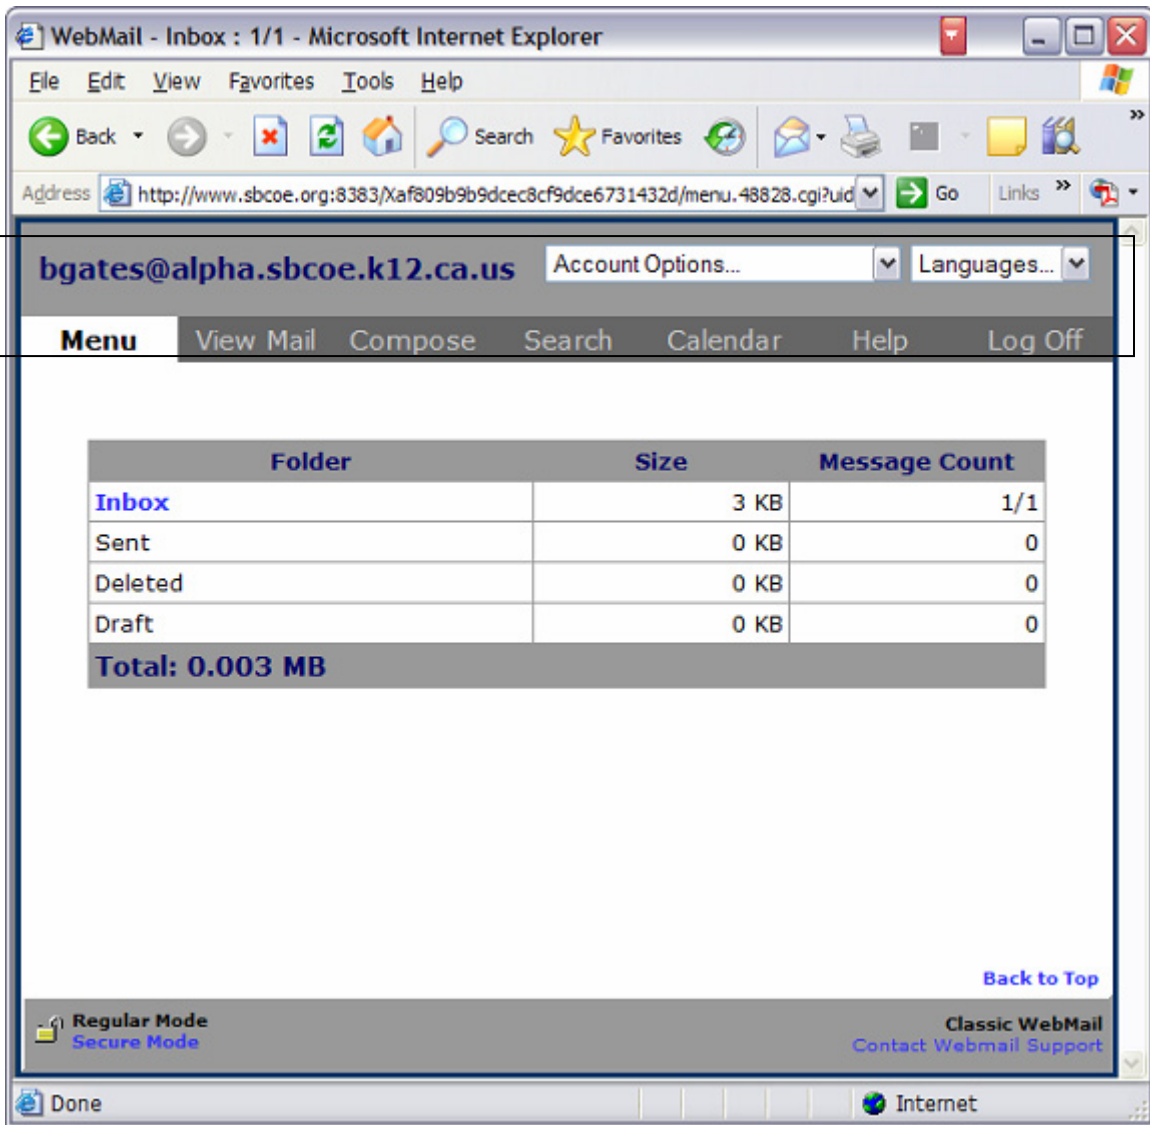 WebMail - Inbox : 1/1 - Microsoft Internet Explorer
File Edit View Favorites Tools Help
Back Search Favorites »
Address http://www.sbcoe.org:8383/Xaf809b9b9dcec8cf9dce6731432d/menu.48828.cgi?uid Go Links »
bgates@alpha.sbcoe.k12.ca.us Account Options... Languages...
Menu View Mail Compose Search Calendar Help Log Off
Folder Size Message Count
Inbox 3 KB 1/1
Sent 0 KB 0
Deleted 0 KB 0
Draft 0 KB 0
Total: 0.003 MB
Back to Top
Regular Mode Classic WebMail
Secure Mode Contact Webmail Support
Done Internet